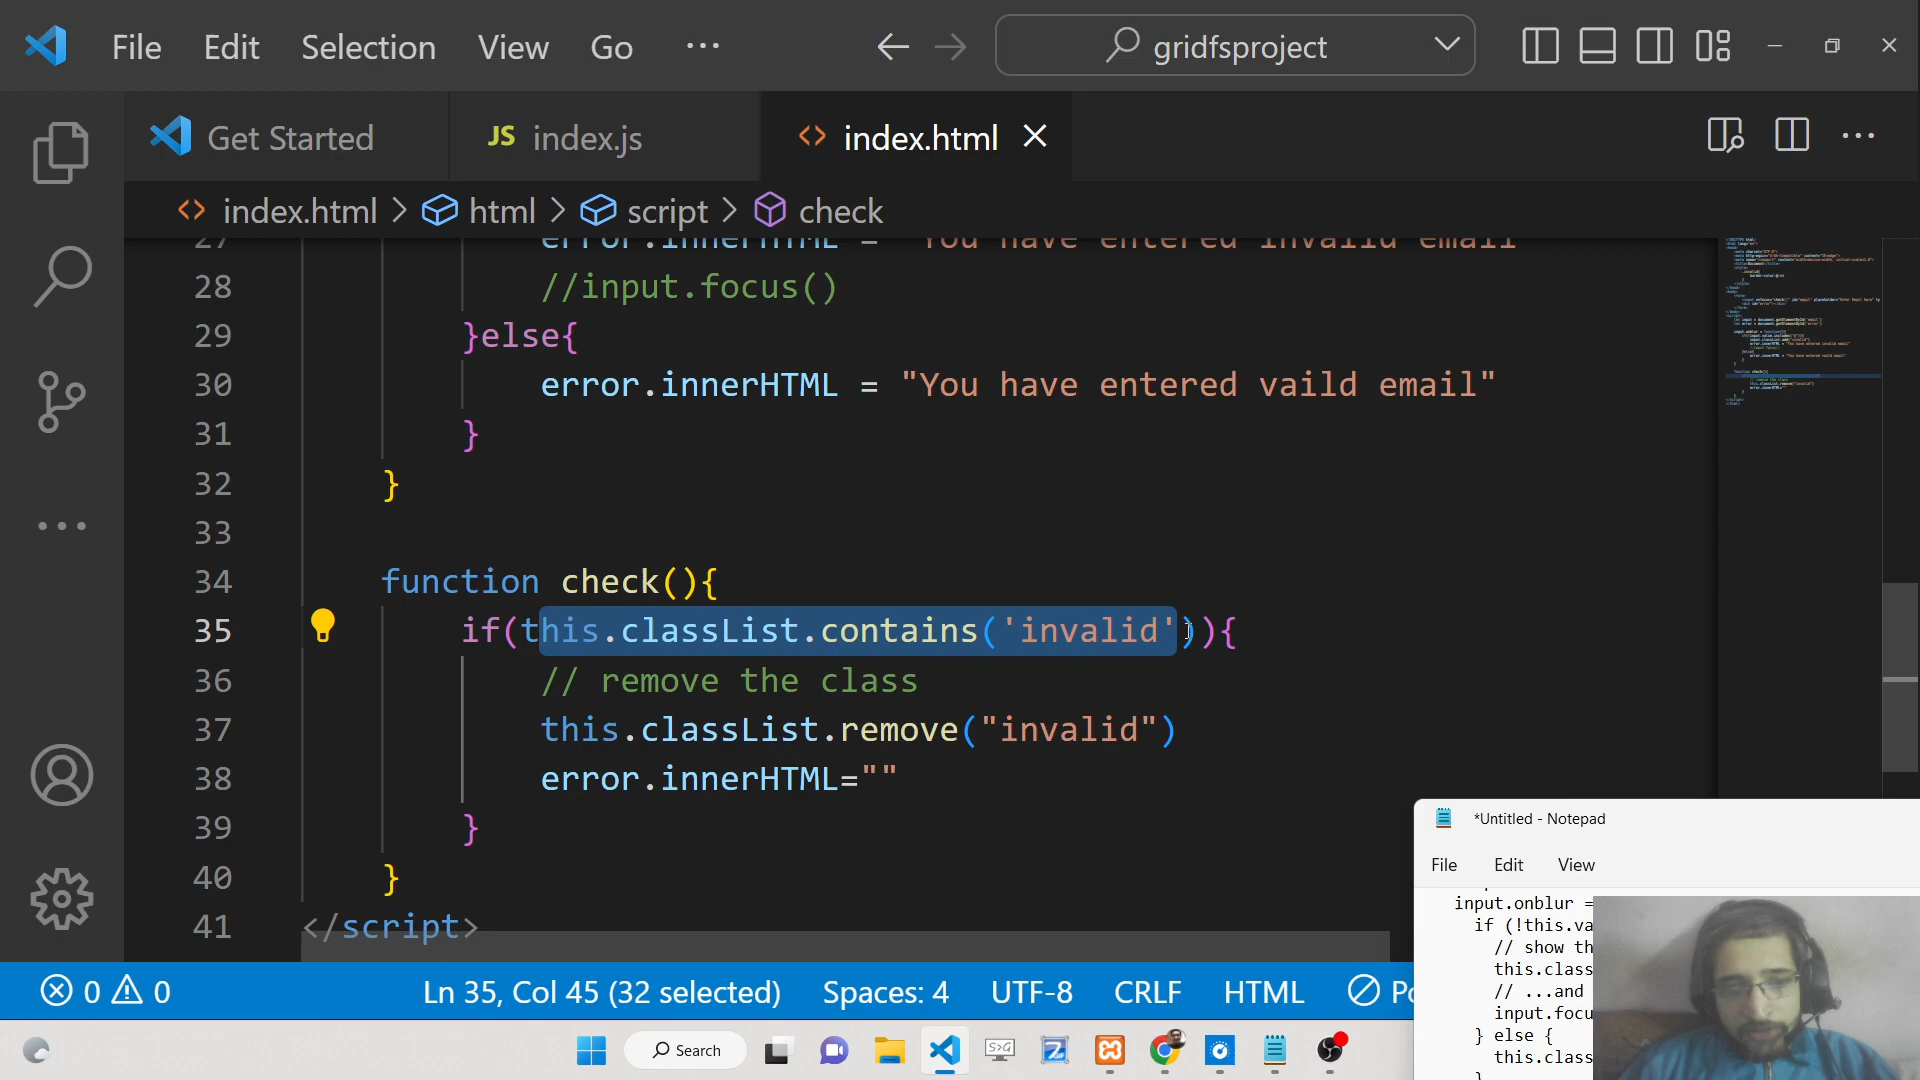 File Edit Selection View Go ... gridfsproject
Get Started JS index.js <> index.html
<> index.html > html > script > check
27 error.innerHTML = "You have entered invalid email"
28 //input.focus()
29 }else{
30 error.innerHTML = "You have entered vaild email"
31 }
32 }
33
34 function check(){
35 if(this.classList.contains('invalid')){
36 // remove the class
37 this.classList.remove("invalid")
38 error.innerHTML=""
39 }
40 }
41 </script>
*Untitled - Notepad
File Edit View
input.onblur =
if (!this.va
// show th
this.class
// ...and
input.focu
} else {
this.class
}
0 0 Ln 35, Col 45 (32 selected) Spaces: 4 UTF-8 CRLF HTML
Search